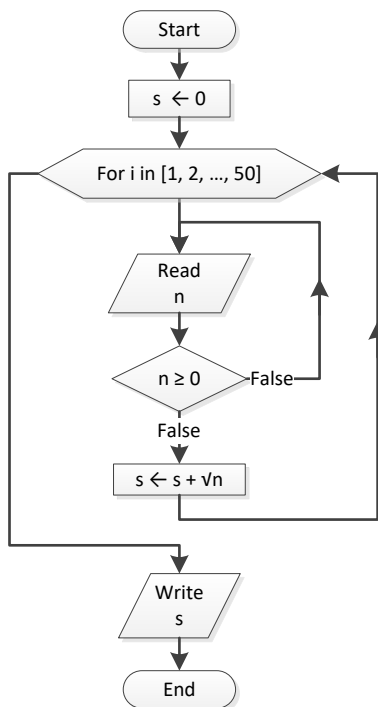 Start
s ← 0
For i in [1, 2, ..., 50]
Read
n
n ≥ 0
False
False
s ← s + √n
Write
s
End